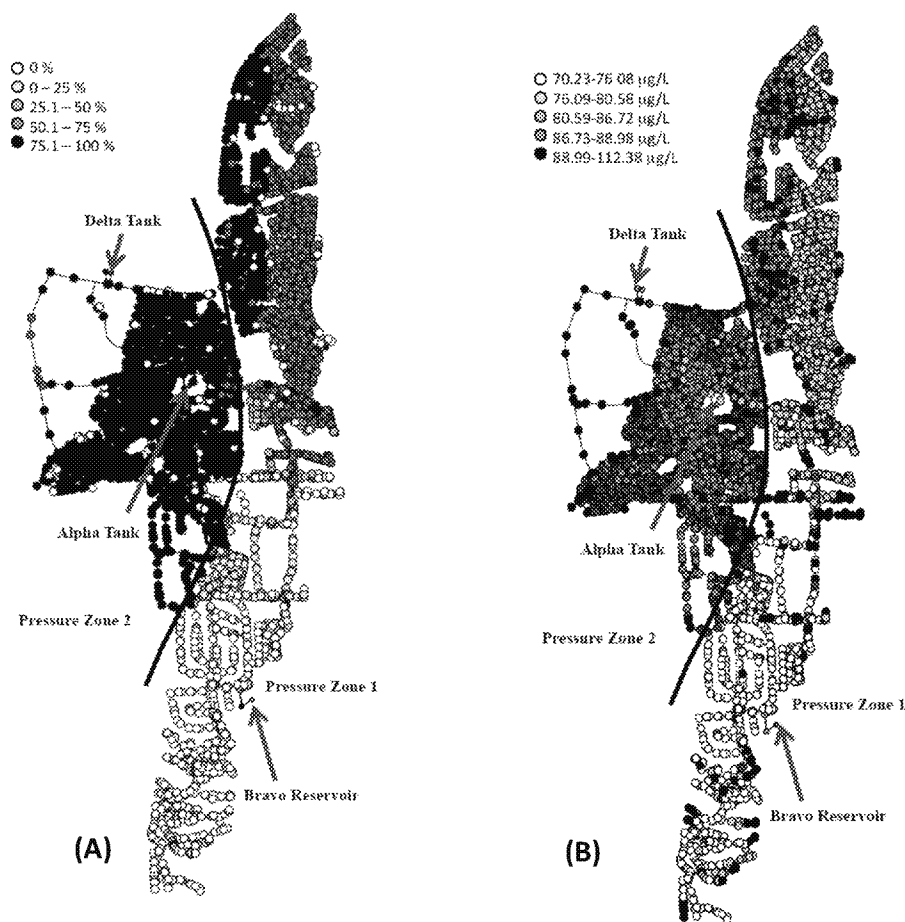 0 %
0 – 25 %
25.1 – 50 %
50.1 – 75 %
75.1 – 100 %
Delta Tank
Alpha Tank
Pressure Zone 2
Pressure Zone 1
Bravo Reservoir
(A)
70.23-76.08 µg/L
76.09-80.58 µg/L
80.59-86.72 µg/L
86.73-88.98 µg/L
88.99-112.38 µg/L
Delta Tank
Alpha Tank
Pressure Zone 2
Pressure Zone 1
Bravo Reservoir
(B)